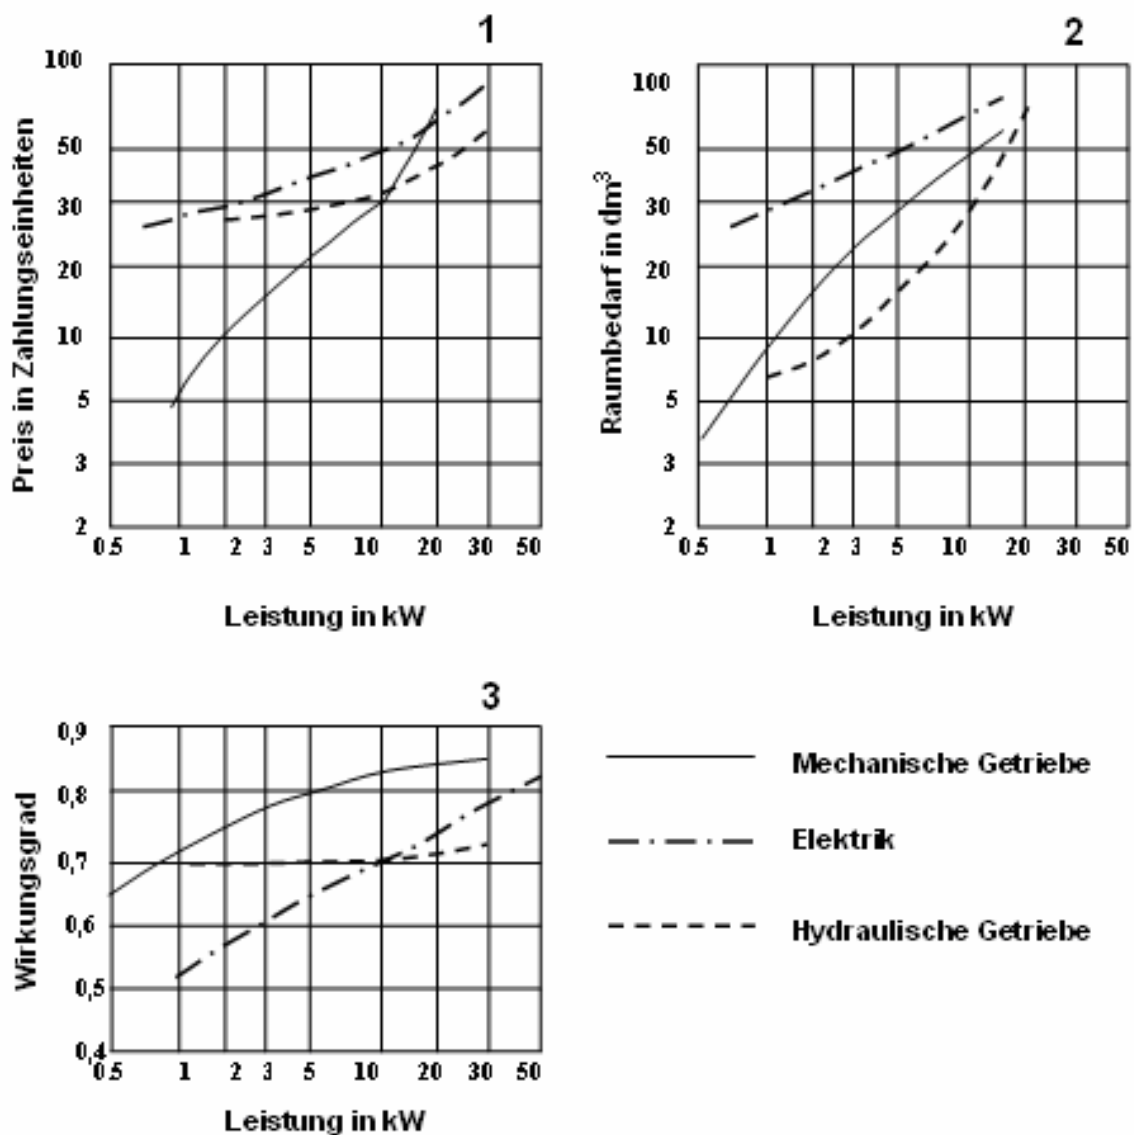 1
Preis in Zahlungseinheiten
100
50
30
20
10
5
3
2
0.5 1 2 3 5 10 20 30 50
Leistung in kW
2
Raumbedarf in dm³
100
50
30
20
10
5
3
2
0.5 1 2 3 5 10 20 30 50
Leistung in kW
3
Wirkungsgrad
0,9
0,8
0,7
0,6
0,5
0,4
0.5 1 2 3 5 10 20 30 50
Leistung in kW
Mechanische Getriebe
Elektrik
Hydraulische Getriebe